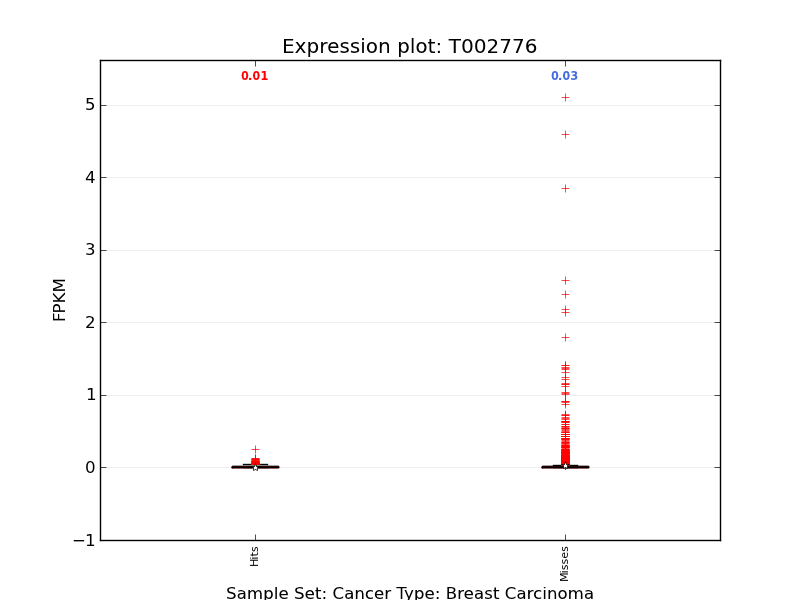 Expression plot: T002776
0.01
0.03
5
4
3
2
1
0
−1
FPKM
Hits
Misses
Sample Set: Cancer Type: Breast Carcinoma